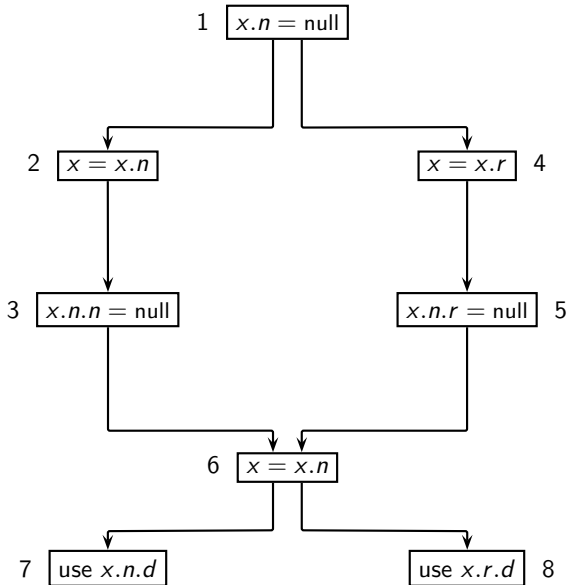 1 x.n = null
2 x = x.n
x = x.r 4
3 x.n.n = null
x.n.r = null 5
6 x = x.n
7 use x.n.d
use x.r.d 8